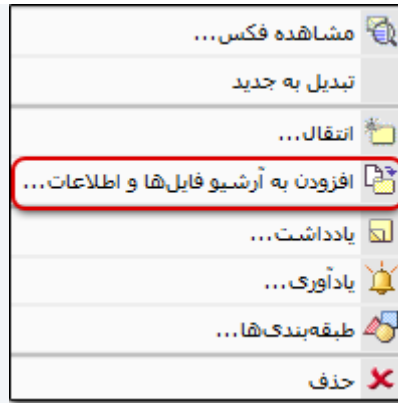 مشاهده فکس...
تبدیل به جدید
انتقال...
افزودن به آرشیو فایل‌ها و اطلاعات...
یادداشت...
یادآوری...
طبقه‌بندی‌ها...
حذف